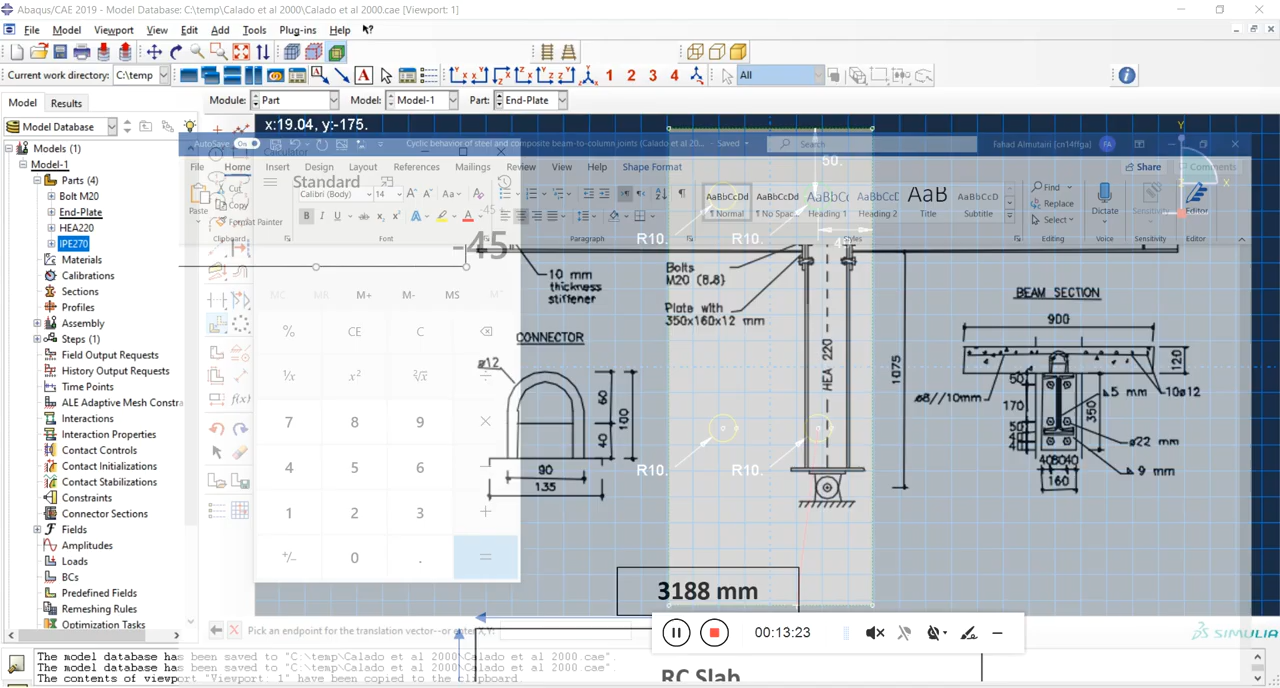 Abaqus/CAE 2019 - Model Database: C:\temp\Calado et al 2000\Calado et al 2000.cae [Viewport: 1]
File Model Viewport View Edit Add Tools Plug-ins Help
Current work directory: C:\temp
1 2 3 4
All
Model Results
Module: Part Model: Model-1 Part: End-Plate
x:19.04, y:-175.
Model Database
Models (1)
Model-1
Parts (4)
Bolt M20
End-Plate
HEA220
IPE270
Materials
Calibrations
Sections
Profiles
Assembly
Steps (1)
Field Output Requests
History Output Requests
Time Points
ALE Adaptive Mesh Constra
Interactions
Interaction Properties
Contact Controls
Contact Initializations
Contact Stabilizations
Constraints
Connector Sections
Fields
Amplitudes
Loads
BCs
Predefined Fields
Remeshing Rules
Optimization Tasks
AutoSave On
Cyclic behavior of steel and composite beam-to-column joints (Calado et al 20... - Saved
Search
Fahad Almutairi [cn14ffga] FA
File Home Insert Design Layout References Mailings Review View Help Shape Format
Share Comments
Calculator
Standard
Paste
Cut
Copy
Format Painter
Clipboard
Calibri (Body) 14
Font
Paragraph
AaBbCcDd AaBbCcDd AaBbCc AaBbCcD AaB AaBbCcD
¶ Normal ¶ No Spac... Heading 1 Heading 2 Title Subtitle
Styles
Find
Replace
Select
Editing
Dictate
Voice
Sensitivity
Sensitivity
Editor
Editor
Y
50.
R10. R10.
-45
MC MR M+ M- MS
% CE C
7 8 9 ×
4 5 6
1 2 3 +
0 . =
10 mm
thickness
stiffener
CONNECTOR
ø12
60
40
100
90
135
Bolts
M20 (8.8)
Plate with
350x160x12 mm
HEA 220
1075
R10. R10.
BEAM SECTION
900
120
ø8//10mm
10ø12
50
170
50
350
5 mm
ø22 mm
9 mm
408040
160
3188 mm
RC Slab
00:13:23
Pick an endpoint for the translation vector--or enter X,Y:
SIMULIA
The model database has been saved to "C:\temp\Calado et al 2000\Calado et al 2000.cae".
The model database has been saved to "C:\temp\Calado et al 2000\Calado et al 2000.cae".
The contents of viewport "Viewport: 1" have been copied to the clipboard.